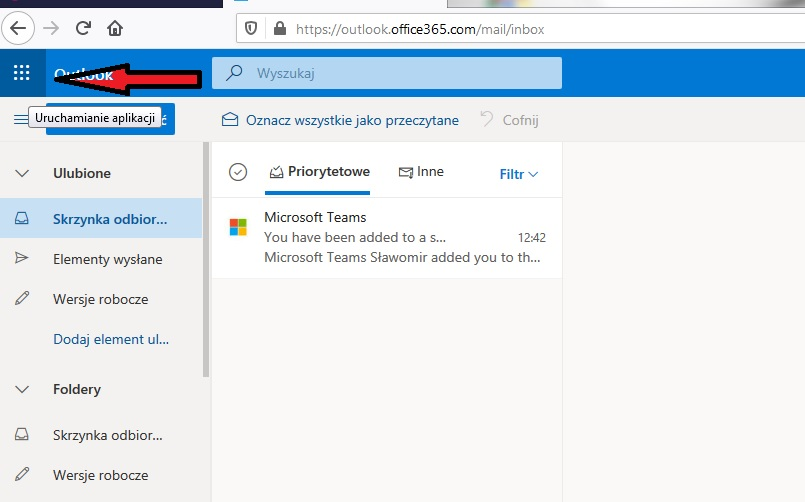 https://outlook.office365.com/mail/inbox
Outlook
Wyszukaj
Uruchamianie aplikacji
Oznacz wszystkie jako przeczytane
Cofnij
Ulubione
Skrzynka odbior...
Elementy wysłane
Wersje robocze
Dodaj element ul...
Foldery
Skrzynka odbior...
Wersje robocze
Priorytetowe
Inne
Filtr
Microsoft Teams
You have been added to a s... 12:42
Microsoft Teams Sławomir added you to th...